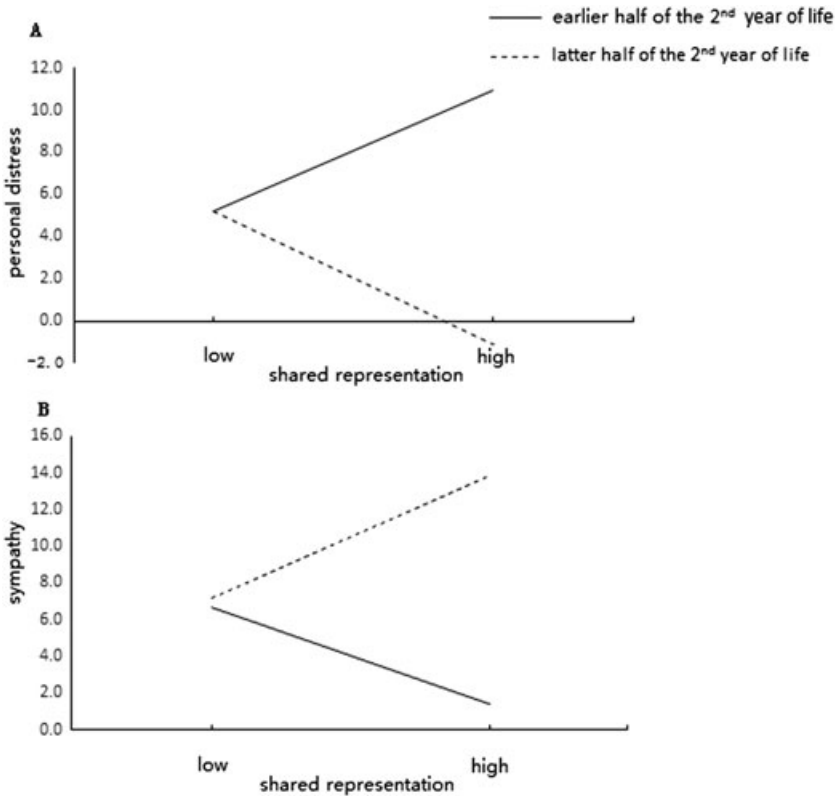 earlier half of the 2nd year of life
latter half of the 2nd year of life
A
12.0
10.0
8.0
6.0
4.0
2.0
0.0
-2.0
personal distress
low
high
shared representation
B
16.0
14.0
12.0
10.0
8.0
6.0
4.0
2.0
0.0
sympathy
low
high
shared representation